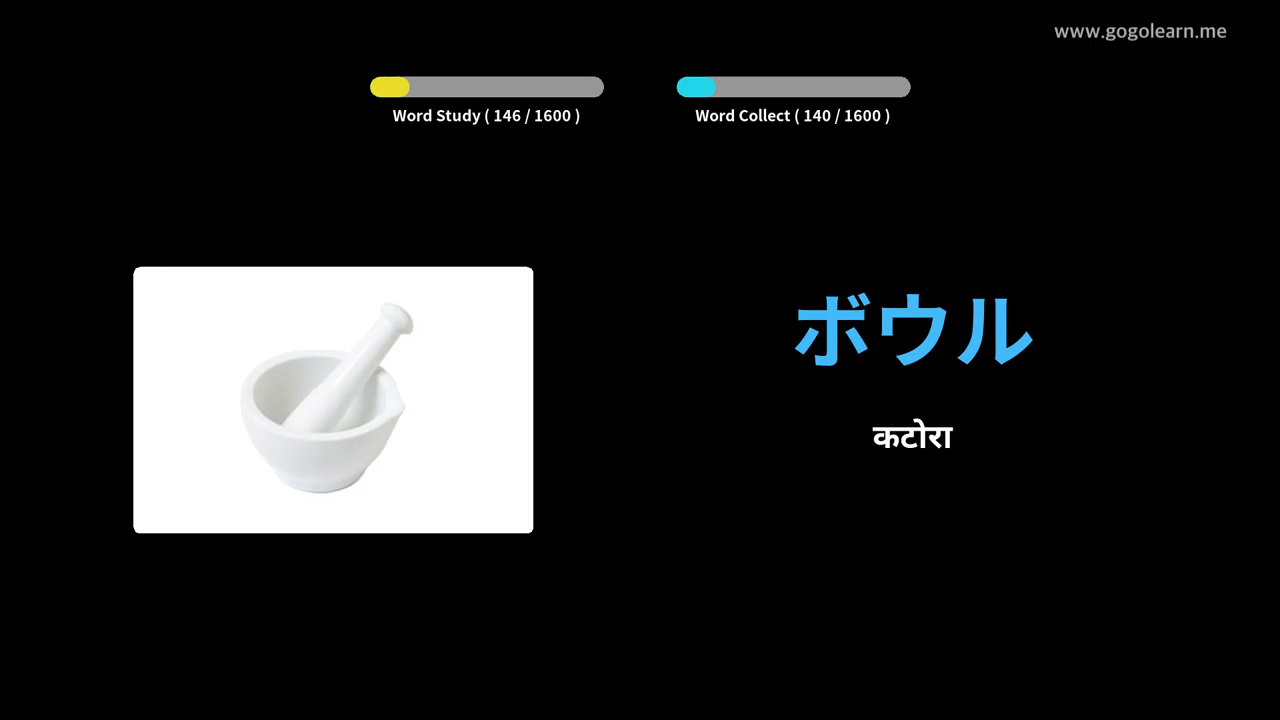 www.gogolearn.me
Word Study ( 146 / 1600 )
Word Collect ( 140 / 1600 )
ボウル
कटोरा